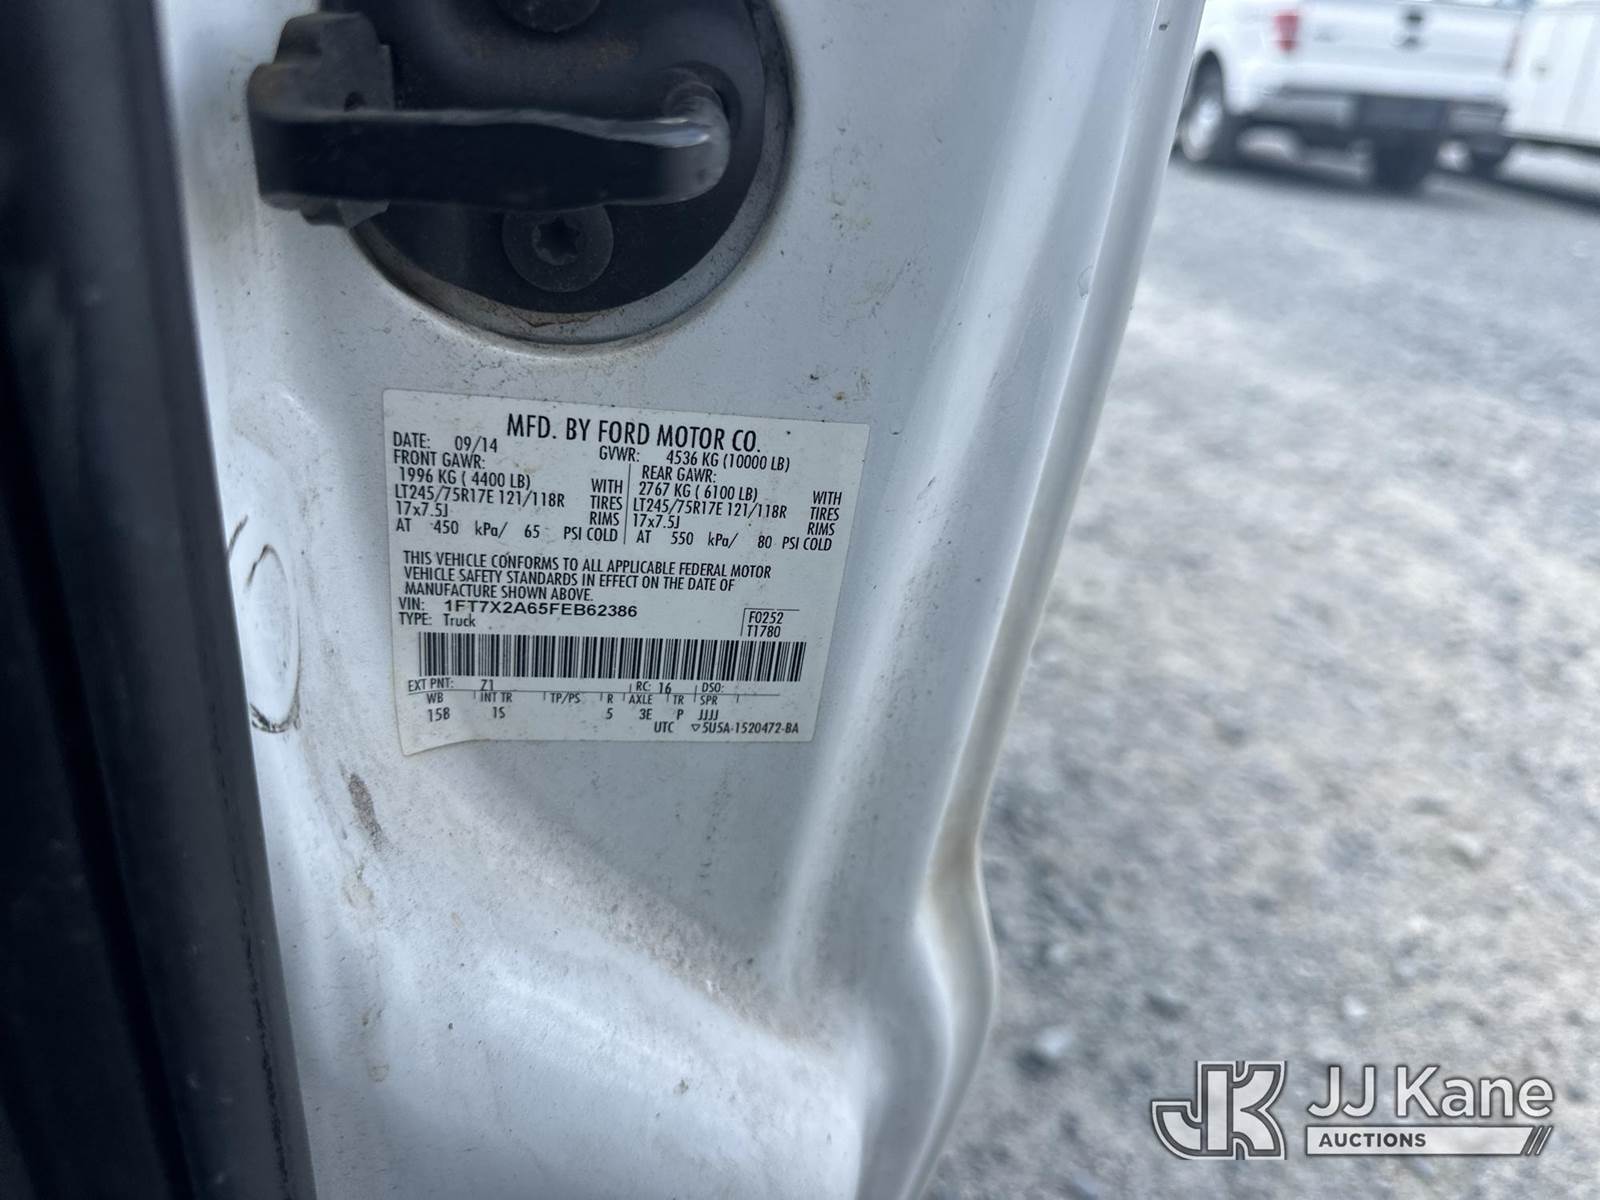 MFD. BY FORD MOTOR CO.
DATE: 09/14 GVWR: 4536 KG (10000 LB)
FRONT GAWR: REAR GAWR:
1996 KG ( 4400 LB) WITH 2767 KG ( 6100 LB) WITH
LT245/75R17E 121/118R TIRES LT245/75R17E 121/118R TIRES
17x7.5J RIMS 17x7.5J RIMS
AT 450 kPa/ 65 PSI COLD AT 550 kPa/ 80 PSI COLD
THIS VEHICLE CONFORMS TO ALL APPLICABLE FEDERAL MOTOR
VEHICLE SAFETY STANDARDS IN EFFECT ON THE DATE OF
MANUFACTURE SHOWN ABOVE.
VIN: 1FT7X2A65FEB62386 F0252
TYPE: Truck T1780
EXT PNT: Z1 RC: 16 DSO:
WB INT TR TP/PS R AXLE TR SPR
15B 1S 5 3E P JJJJ
UTC ▽5U5A-1520472-BA
JK JJ Kane
AUCTIONS